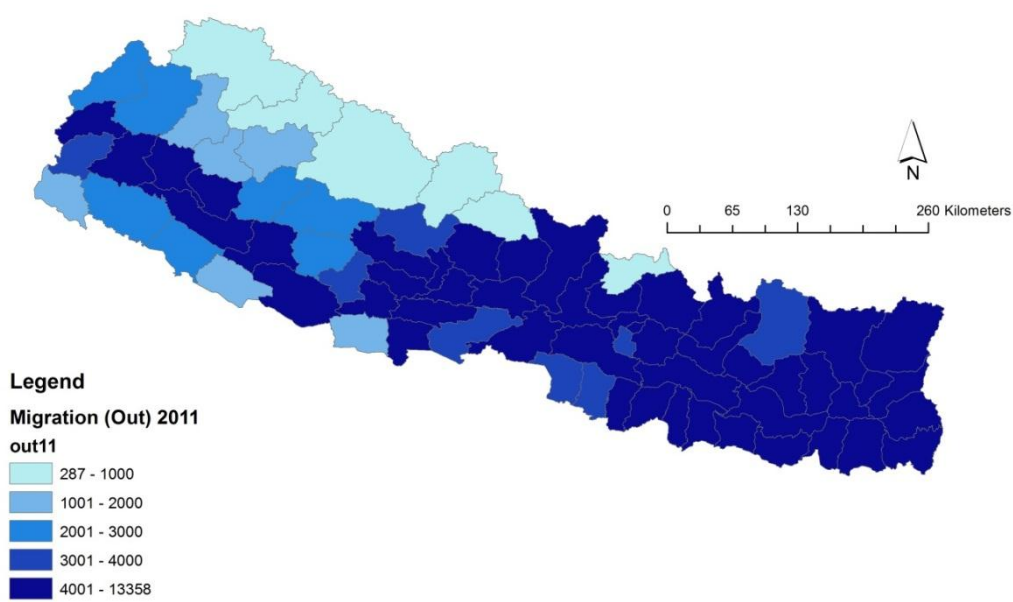 N
0 65 130 260 Kilometers
Legend
Migration (Out) 2011
out11
287 - 1000
1001 - 2000
2001 - 3000
3001 - 4000
4001 - 13358